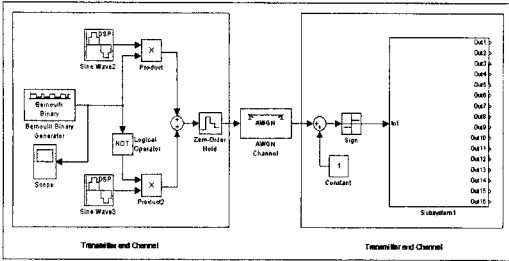 DSP
Sine Wave2
X
Product
Bernoulli
Binary
Bernoulli Binary
Generator
Scope
NOT
Logical
Operator
DSP
Sine Wave3
X
Product2
Zero-Order
Hold
AWGN
AWGN
Channel
Sign
1
Constant
In1
Out1
Out2
Out3
Out4
Out5
Out6
Out7
Out8
Out9
Out10
Out11
Out12
Out13
Out14
Out15
Out16
Subsystem1
Transmitter and Channel
Transmitter and Channel